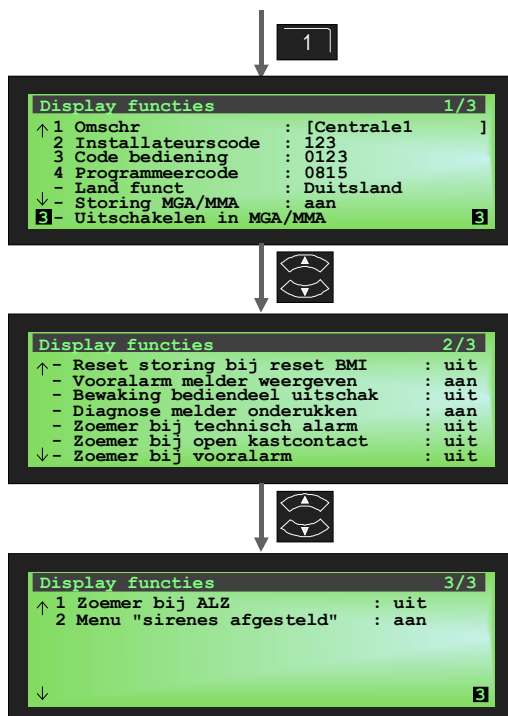 1
Display functies 1/3
1 Omschr : [Centrale1 ]
2 Installateurscode : 123
3 Code bediening : 0123
4 Programmeercode : 0815
- Land funct : Duitsland
- Storing MGA/MMA : aan
3 - Uitschakelen in MGA/MMA 3
Display functies 2/3
- Reset storing bij reset BMI : uit
- Vooralarm melder weergeven : aan
- Bewaking bediendeel uitschak : uit
- Diagnose melder onderukken : aan
- Zoemer bij technisch alarm : uit
- Zoemer bij open kastcontact : uit
- Zoemer bij vooralarm : uit
Display functies 3/3
1 Zoemer bij ALZ : uit
2 Menu "sirenes afgesteld" : aan
3